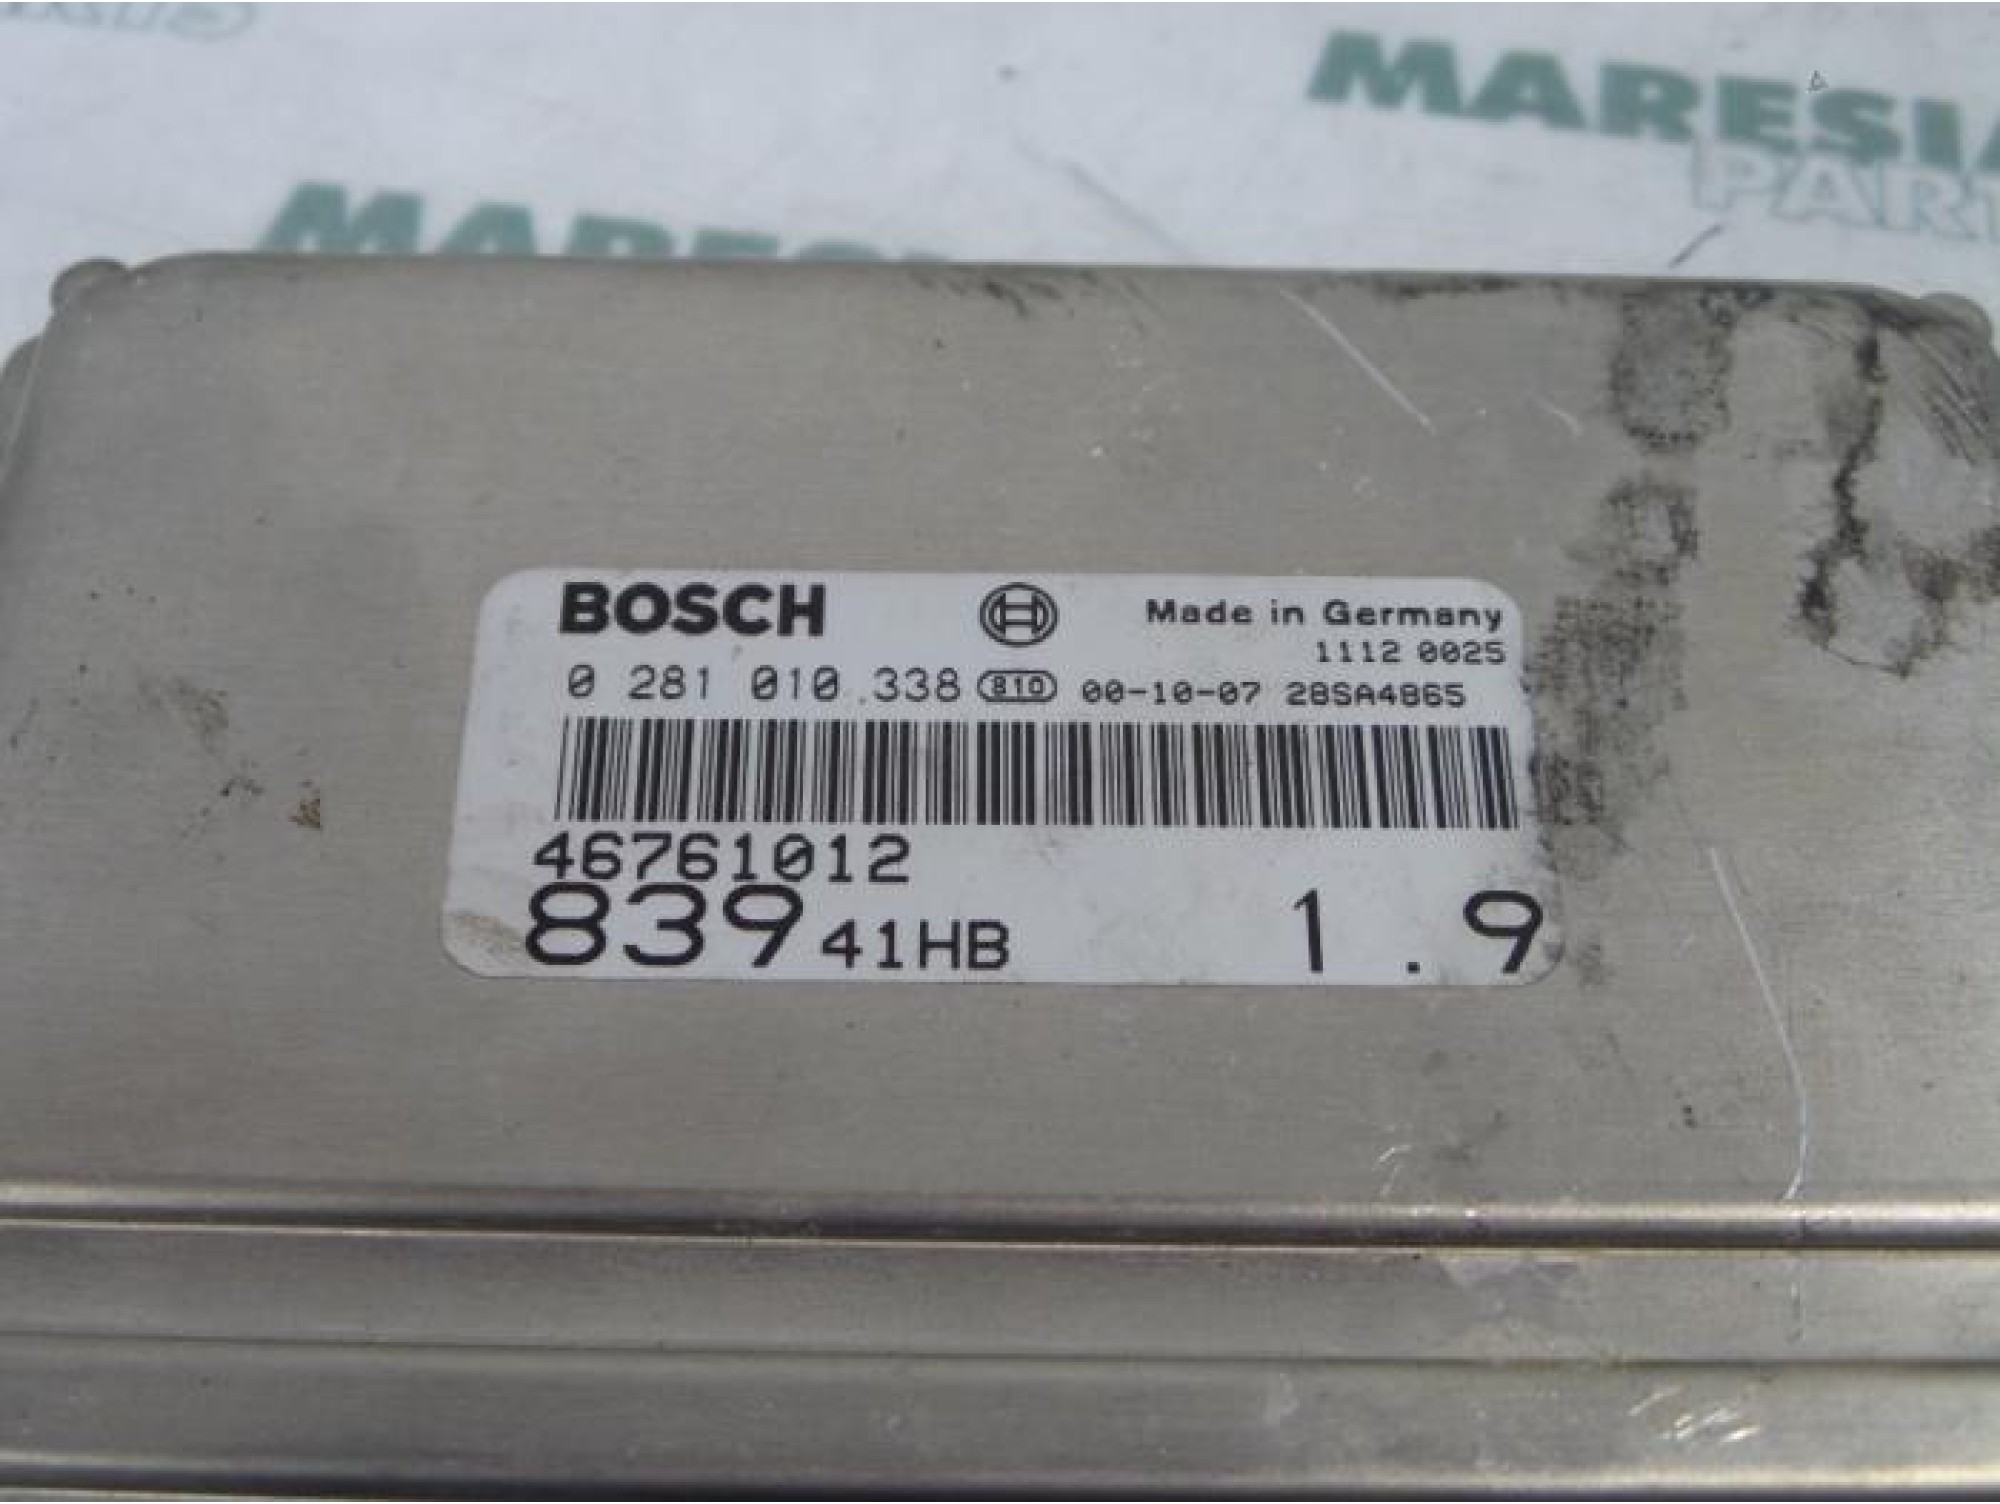 MARESIA
PART
BOSCH
Made in Germany
1112 0025
0 281 010 338 810 00-10-07 28SA4865
46761012
839 41HB 1.9